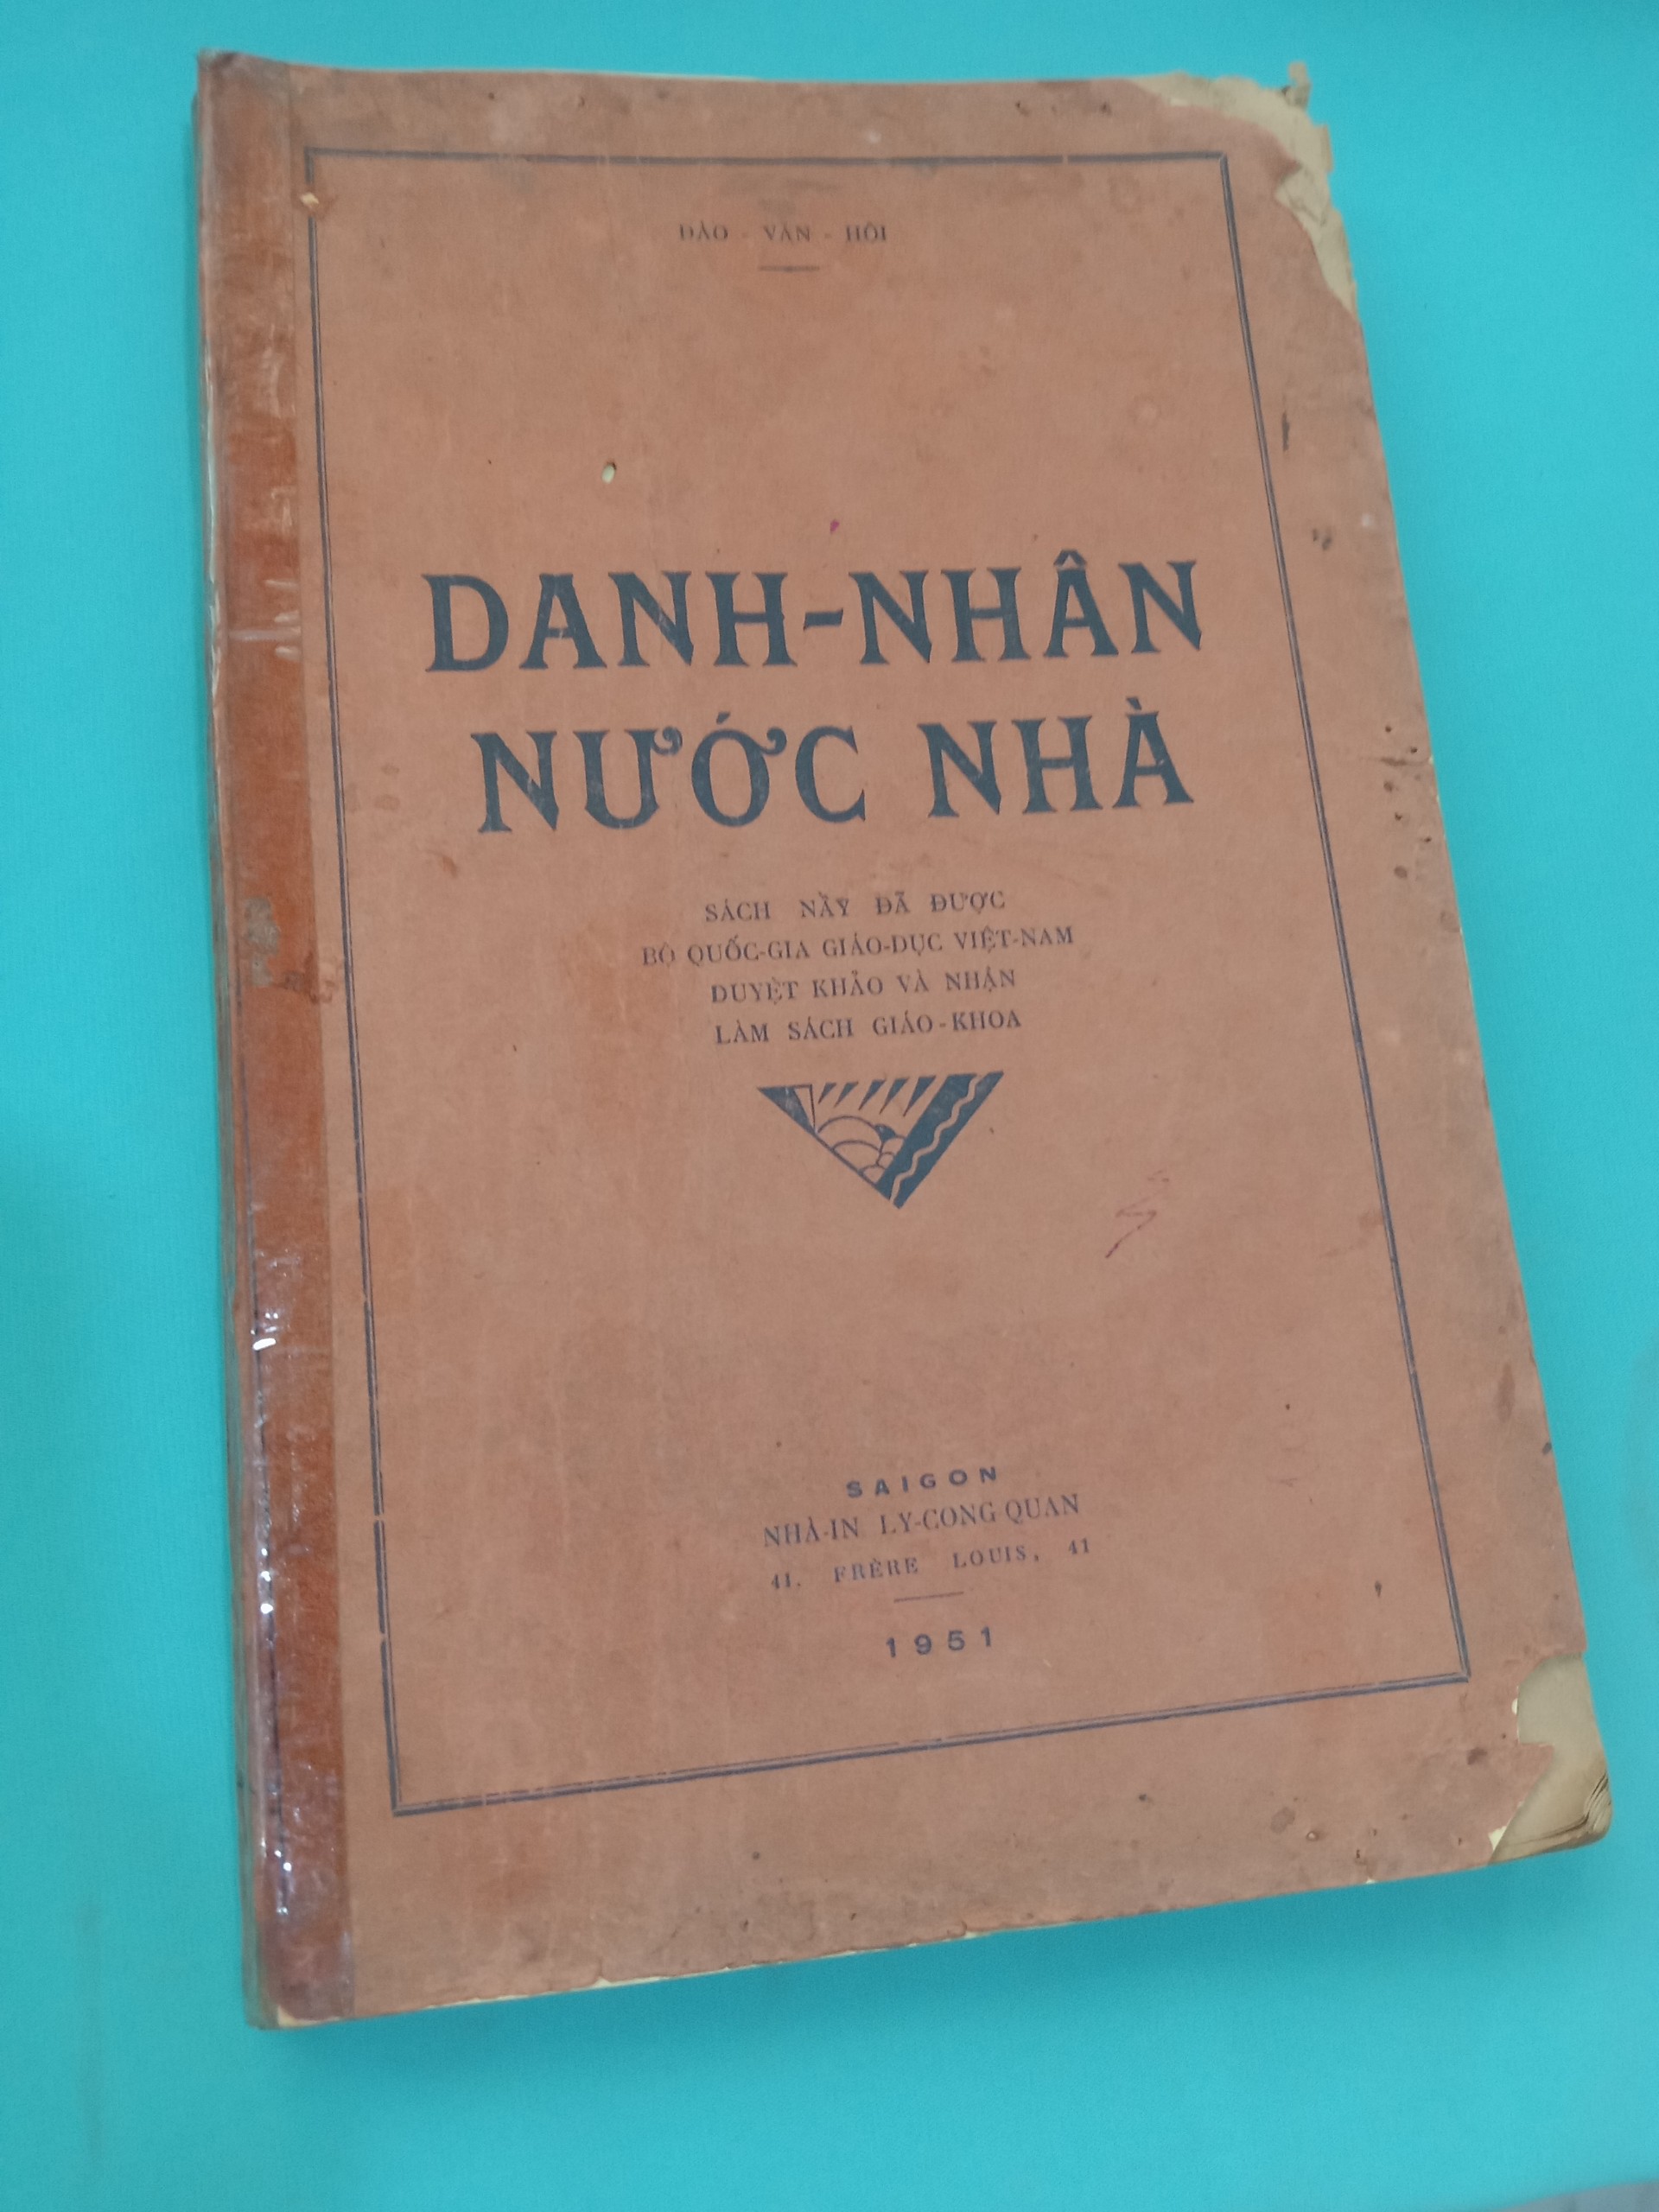 ĐÀO - VĂN - HỘI
DANH-NHÂN
NƯỚC NHÀ
SÁCH NẦY ĐÃ ĐƯỢC
BỘ QUỐC-GIA GIÁO-DỤC VIỆT-NAM
DUYỆT KHẢO VÀ NHẬN
LÀM SÁCH GIÁO-KHOA
SAIGON
NHÀ-IN LY-CONG-QUAN
41, FRÈRE LOUIS, 41
1951